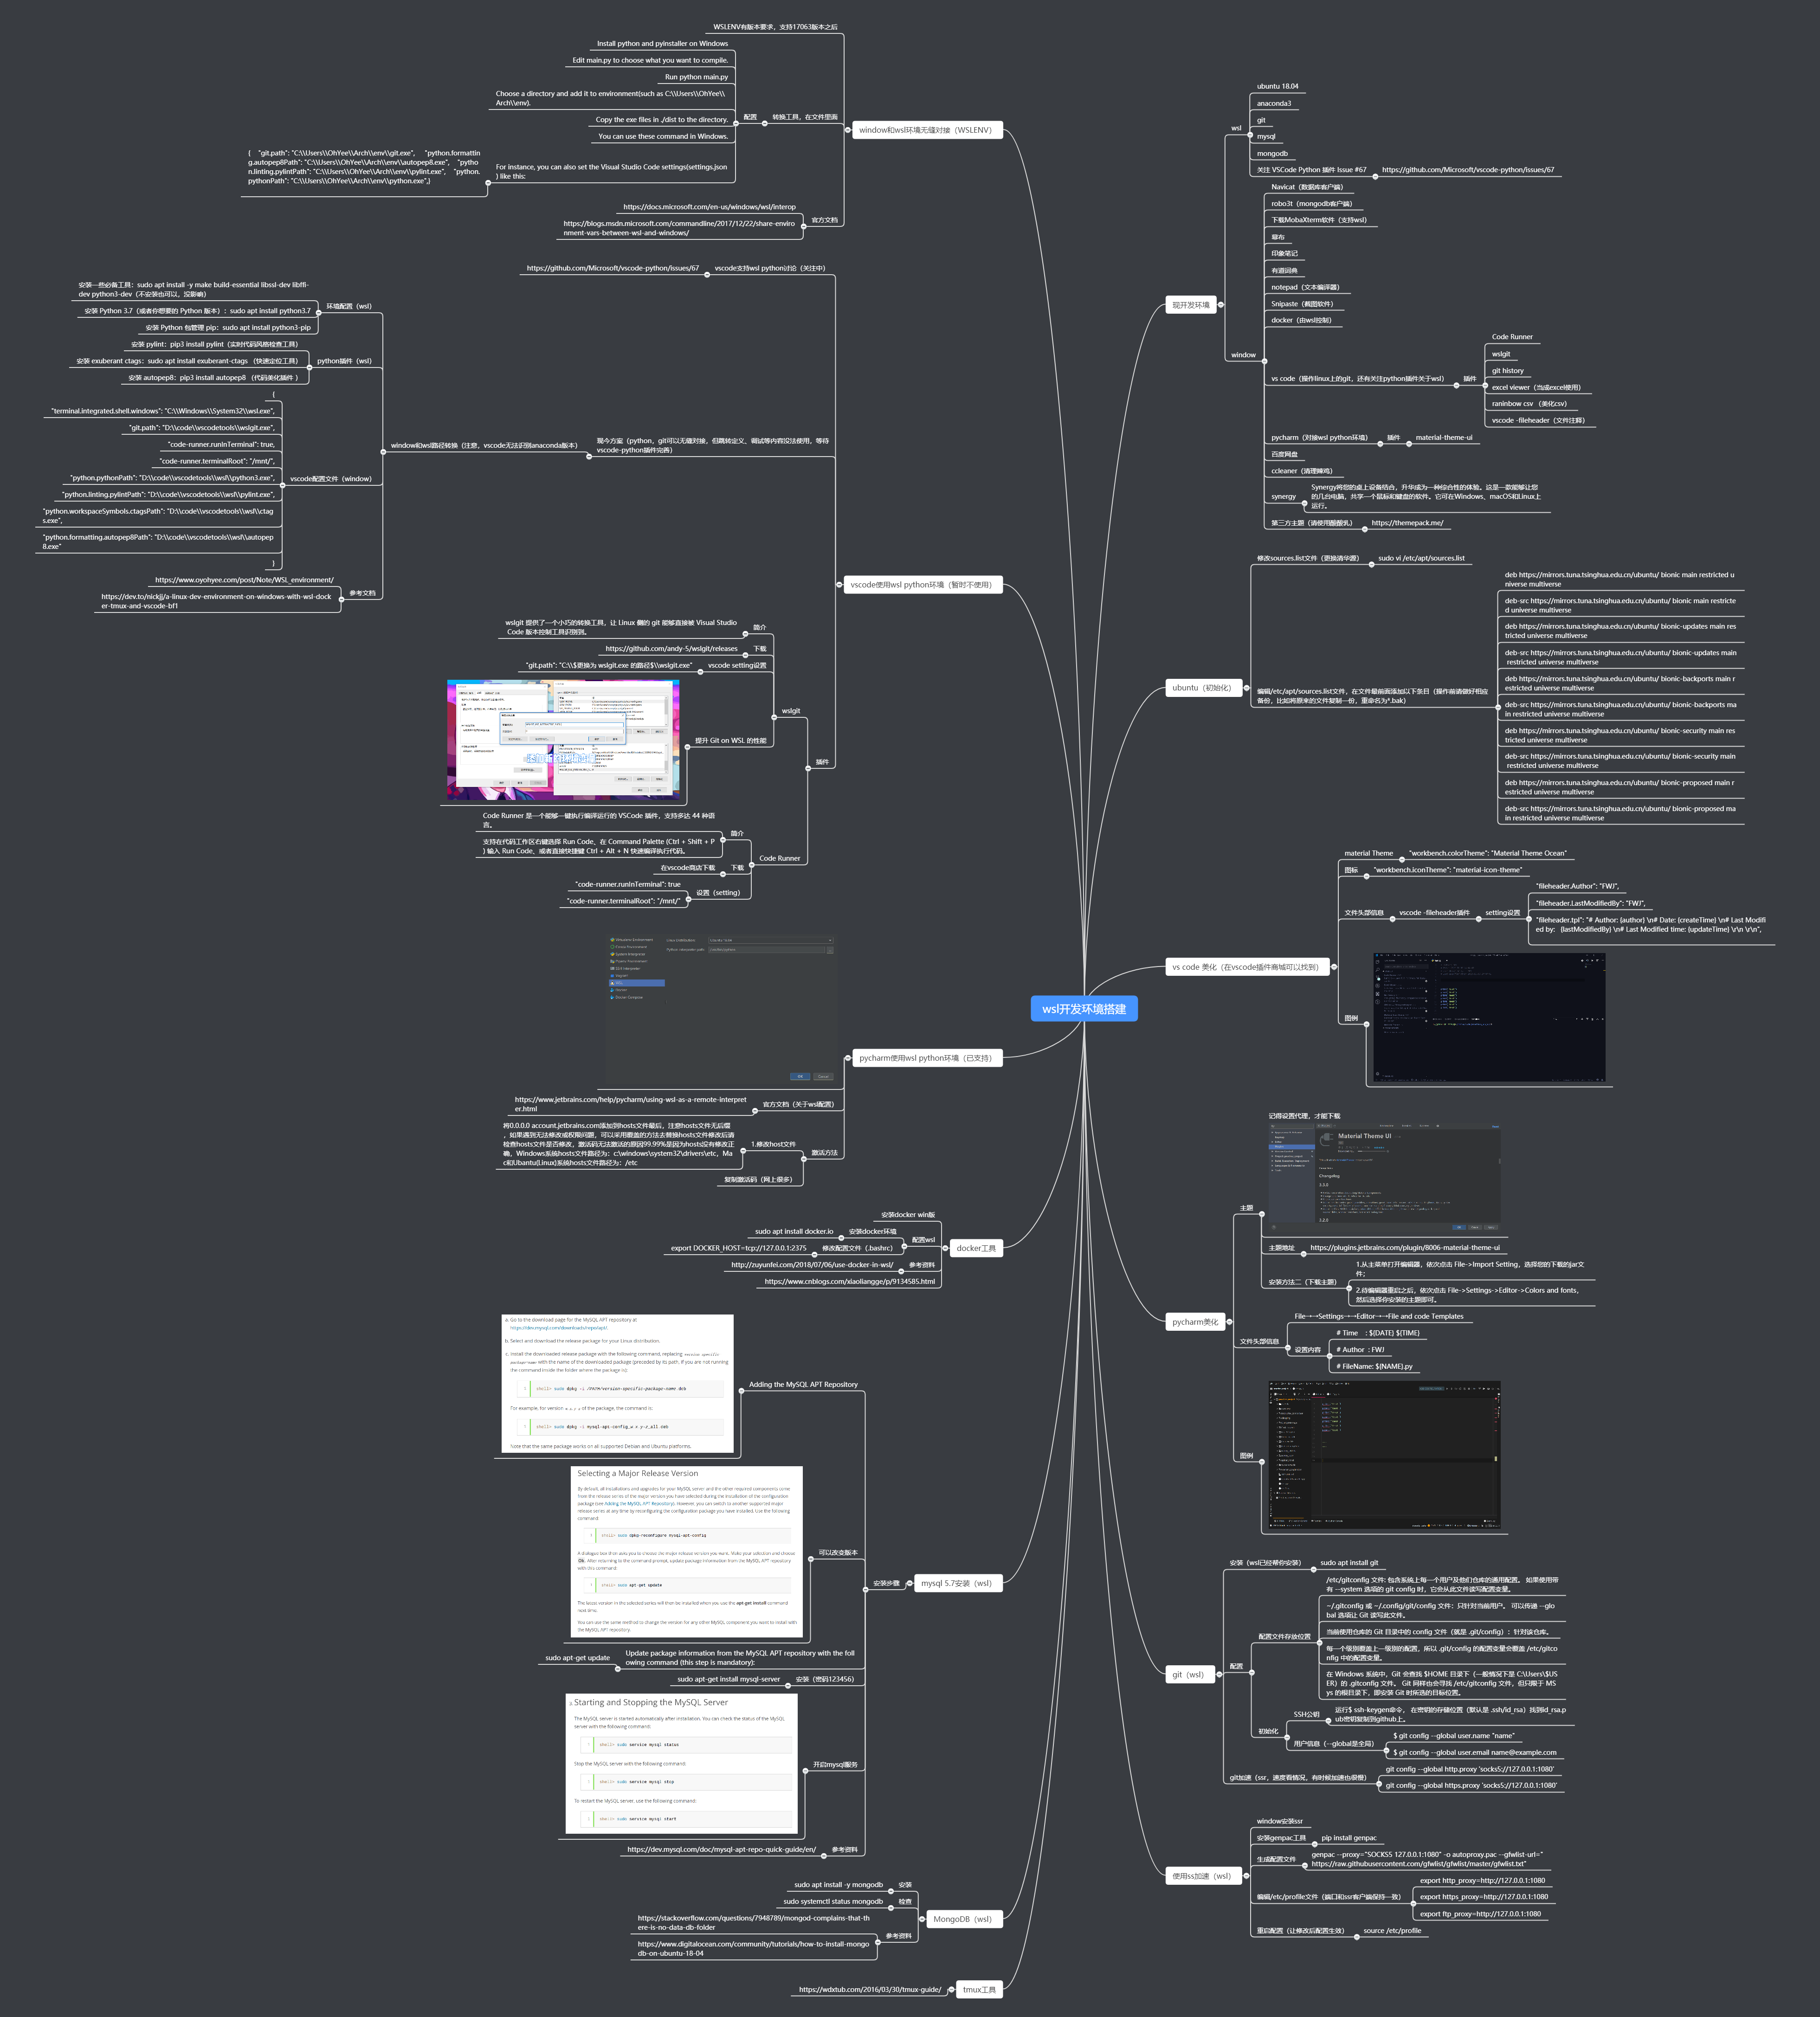 wsl开发环境搭建
window和wsl环境无缝对接（WSLENV）
WSLENV有版本要求，支持17063版本之后
转换工具，在文件里面
配置
Install python and pyinstaller on Windows
Edit main.py to choose what you want to compile.
Run python main.py
Choose a directory and add it to environment(such as C:\\Users\\OhYee\\
Arch\\env).
Copy the exe files in ./dist to the directory.
You can use these command in Windows.
For instance, you can also set the Visual Studio Code settings(settings.json
) like this:
{    "git.path": "C:\\Users\\OhYee\\Arch\\env\\git.exe",    "python.formattin
g.autopep8Path": "C:\\Users\\OhYee\\Arch\\env\\autopep8.exe",    "pytho
n.linting.pylintPath": "C:\\Users\\OhYee\\Arch\\env\\pylint.exe",    "python.
pythonPath": "C:\\Users\\OhYee\\Arch\\env\\python.exe",}
官方文档
https://docs.microsoft.com/en-us/windows/wsl/interop
https://blogs.msdn.microsoft.com/commandline/2017/12/22/share-enviro
nment-vars-between-wsl-and-windows/
vscode使用wsl python环境（暂时不使用）
vscode支持wsl python讨论（关注中）
https://github.com/Microsoft/vscode-python/issues/67
现今方案（python，git可以无缝对接，但跳转定义、调试等内容没法使用，等待
vscode-python插件完善）
window和wsl路径转换（注意，vscode无法识别anaconda版本）
环境配置（wsl）
安装一些必备工具：sudo apt install -y make build-essential libssl-dev libffi-
dev python3-dev（不安装也可以，没影响）
安装 Python 3.7（或者你想要的 Python 版本）：sudo apt install python3.7
安装 Python 包管理 pip：sudo apt install python3-pip
python插件（wsl）
安装 pylint：pip3 install pylint（实时代码风格检查工具）
安装 exuberant ctags：sudo apt install exuberant-ctags （快速定位工具）
安装 autopep8：pip3 install autopep8 （代码美化插件 ）
vscode配置文件（window）
{
"terminal.integrated.shell.windows": "C:\\Windows\\System32\\wsl.exe",
"git.path": "D:\\code\\vscodetools\\wslgit.exe",
"code-runner.runInTerminal": true,
"code-runner.terminalRoot": "/mnt/",
"python.pythonPath": "D:\\code\\vscodetools\\wsl\\python3.exe",
"python.linting.pylintPath": "D:\\code\\vscodetools\\wsl\\pylint.exe",
"python.workspaceSymbols.ctagsPath": "D:\\code\\vscodetools\\wsl\\ctag
s.exe",
"python.formatting.autopep8Path": "D:\\code\\vscodetools\\wsl\\autopep
8.exe"
}
参考文档
https://www.oyohyee.com/post/Note/WSL_environment/
https://dev.to/nickjj/a-linux-dev-environment-on-windows-with-wsl-dock
er-tmux-and-vscode-bf1
插件
wslgit
简介
wslgit 提供了一个小巧的转换工具，让 Linux 侧的 git 能够直接被 Visual Studio
Code 版本控制工具识别到。
下载
https://github.com/andy-5/wslgit/releases
vscode setting设置
"git.path": "C:\\$更换为 wslgit.exe 的路径$\\wslgit.exe"
提升 Git on WSL 的性能
Code Runner
简介
Code Runner 是一个能够一键执行编译运行的 VSCode 插件，支持多达 44 种语
言。
支持在代码工作区右键选择 Run Code、在 Command Palette (Ctrl + Shift + P
) 输入 Run Code、或者直接快捷键 Ctrl + Alt + N 快速编译执行代码。
下载
在vscode商店下载
设置（setting）
"code-runner.runInTerminal": true
"code-runner.terminalRoot": "/mnt/"
pycharm使用wsl python环境（已支持）
官方文档（关于wsl配置）
https://www.jetbrains.com/help/pycharm/using-wsl-as-a-remote-interpret
er.html
激活方法
1.修改host文件
将0.0.0.0 account.jetbrains.com添加到hosts文件最后，注意hosts文件无后缀
，如果遇到无法修改或权限问题，可以采用覆盖的方法去替换hosts文件修改后请
检查hosts文件是否修改，激活码无法激活的原因99.99%是因为hosts没有修改正
确，Windows系统hosts文件路径为：c:\windows\system32\drivers\etc，Ma
c和Ubuntu(Linux)系统hosts文件路径为：/etc
复制激活码（网上很多）
docker工具
安装docker win版
配置wsl
安装docker环境
sudo apt install docker.io
修改配置文件（.bashrc）
export DOCKER_HOST=tcp://127.0.0.1:2375
参考资料
http://zuyunfei.com/2018/07/06/use-docker-in-wsl/
https://www.cnblogs.com/xiaoliangge/p/9134585.html
mysql 5.7安装（wsl）
安装步骤
Adding the MySQL APT Repository
a. Go to the download page for the MySQL APT repository at
https://dev.mysql.com/downloads/repo/apt/.
b. Select and download the release package for your Linux distribution.
c. Install the downloaded release package with the following command, replacing version-specific-
package-name with the name of the downloaded package (preceded by its path, if you are not running
the command inside the folder where the package is):
shell> sudo dpkg -i /PATH/version-specific-package-name.deb
For example, for version w.x.y-z of the package, the command is:
shell> sudo dpkg -i mysql-apt-config_w.x.y-z_all.deb
Note that the same package works on all supported Debian and Ubuntu platforms.
可以改变版本
Selecting a Major Release Version
By default, all installations and upgrades for your MySQL server and the other required components come
from the release series of the major version you have selected during the installation of the configuration
package (see Adding the MySQL APT Repository). However, you can switch to another supported major
release series at any time by reconfiguring the configuration package you have installed. Use the following
command:
shell> sudo dpkg-reconfigure mysql-apt-config
A dialogue box then asks you to choose the major release version you want. Make your selection and choose
Ok. After returning to the command prompt, update package information from the MySQL APT repository
with this command:
shell> sudo apt-get update
The latest version in the selected series will then be installed when you use the apt-get install command
next time.
You can use the same method to change the version for any other MySQL component you want to install with
the MySQL APT repository.
Update package information from the MySQL APT repository with the foll
owing command (this step is mandatory):
sudo apt-get update
安装（密码123456）
sudo apt-get install mysql-server
开启mysql服务
Starting and Stopping the MySQL Server
The MySQL server is started automatically after installation. You can check the status of the MySQL
server with the following command:
shell> sudo service mysql status
Stop the MySQL server with the following command:
shell> sudo service mysql stop
To restart the MySQL server, use the following command:
shell> sudo service mysql start
参考资料
https://dev.mysql.com/doc/mysql-apt-repo-quick-guide/en/
MongoDB（wsl）
安装
sudo apt install -y mongodb
检查
sudo systemctl status mongodb
参考资料
https://stackoverflow.com/questions/7948789/mongod-complains-that-th
ere-is-no-data-db-folder
https://www.digitalocean.com/community/tutorials/how-to-install-mongo
db-on-ubuntu-18-04
tmux工具
https://wdxtub.com/2016/03/30/tmux-guide/
现开发环境
wsl
ubuntu 18.04
anaconda3
git
mysql
mongodb
关注 VSCode Python 插件 Issue #67
https://github.com/Microsoft/vscode-python/issues/67
window
Navicat（数据库客户端）
robo3t（mongodb客户端）
下载MobaXterm软件（支持wsl）
幕布
印象笔记
有道词典
notepad（文本编译器）
Snipaste（截图软件）
docker（由wsl控制）
vs code（操作linux上的git，还有关注python插件关于wsl）
插件
Code Runner
wslgit
git history
excel viewer（当成excel使用）
raninbow csv （美化csv）
vscode -fileheader（文件注释）
pycharm（对接wsl python环境）
插件
material-theme-ui
百度网盘
ccleaner（清理辣鸡）
synergy
Synergy将您的桌上设备结合，升华成为一种综合性的体验。这是一款能够让您
的几台电脑，共享一个鼠标和键盘的软件。它可在Windows、macOS和Linux上
运行。
第三方主题（请使用酸酸乳）
https://themepack.me/
ubuntu（初始化）
修改sources.list文件（更换清华源）
sudo vi /etc/apt/sources.list
编辑/etc/apt/sources.list文件，在文件最前面添加以下条目（操作前请做好相应
备份，比如将原来的文件复制一份，重命名为*.bak）
deb https://mirrors.tuna.tsinghua.edu.cn/ubuntu/ bionic main restricted u
niverse multiverse
deb-src https://mirrors.tuna.tsinghua.edu.cn/ubuntu/ bionic main restricte
d universe multiverse
deb https://mirrors.tuna.tsinghua.edu.cn/ubuntu/ bionic-updates main res
tricted universe multiverse
deb-src https://mirrors.tuna.tsinghua.edu.cn/ubuntu/ bionic-updates main
restricted universe multiverse
deb https://mirrors.tuna.tsinghua.edu.cn/ubuntu/ bionic-backports main r
estricted universe multiverse
deb-src https://mirrors.tuna.tsinghua.edu.cn/ubuntu/ bionic-backports ma
in restricted universe multiverse
deb https://mirrors.tuna.tsinghua.edu.cn/ubuntu/ bionic-security main res
tricted universe multiverse
deb-src https://mirrors.tuna.tsinghua.edu.cn/ubuntu/ bionic-security main
restricted universe multiverse
deb https://mirrors.tuna.tsinghua.edu.cn/ubuntu/ bionic-proposed main r
estricted universe multiverse
deb-src https://mirrors.tuna.tsinghua.edu.cn/ubuntu/ bionic-proposed ma
in restricted universe multiverse
vs code 美化（在vscode插件商城可以找到）
material Theme
"workbench.colorTheme": "Material Theme Ocean"
图标
"workbench.iconTheme": "material-icon-theme"
文件头部信息
vscode -fileheader插件
setting设置
"fileheader.Author": "FWJ",
"fileheader.LastModifiedBy": "FWJ",
"fileheader.tpl": "# Author: {author} \n# Date: {createTime} \n# Last Modifi
ed by:   {lastModifiedBy} \n# Last Modified time: {updateTime} \r\n \r\n",
图例
pycharm美化
主题
记得设置代理，才能下载
Material Theme UI
Changelog
3.3.0
3.2.0
主题地址
https://plugins.jetbrains.com/plugin/8006-material-theme-ui
安装方法二（下载主题）
1.从主菜单打开编辑器，依次点击 File->Import Setting，选择您的下载的jar文
件；
2.待编辑器重启之后，依次点击 File->Settings->Editor->Colors and fonts，
然后选择你安装的主题即可。
文件头部信息
File-→→Settings-→→Editor-→→File and code Templates
设置内容
# Time    : ${DATE} ${TIME}
# Author  : FWJ
# FileName: ${NAME}.py
图例
git（wsl）
安装（wsl已经帮你安装）
sudo apt install git
配置
配置文件存放位置
/etc/gitconfig 文件: 包含系统上每一个用户及他们仓库的通用配置。 如果使用带
有 --system 选项的 git config 时，它会从此文件读写配置变量。
~/.gitconfig 或 ~/.config/git/config 文件：只针对当前用户。 可以传递 --glo
bal 选项让 Git 读写此文件。
当前使用仓库的 Git 目录中的 config 文件（就是 .git/config）：针对该仓库。
每一个级别覆盖上一级别的配置，所以 .git/config 的配置变量会覆盖 /etc/gitco
nfig 中的配置变量。
在 Windows 系统中，Git 会查找 $HOME 目录下（一般情况下是 C:\Users\$US
ER）的 .gitconfig 文件。 Git 同样也会寻找 /etc/gitconfig 文件，但只限于 MS
ys 的根目录下，即安装 Git 时所选的目标位置。
初始化
SSH公钥
运行$ ssh-keygen命令， 在密钥的存储位置（默认是 .ssh/id_rsa）找到id_rsa.p
ub密钥复制到github上。
用户信息（--global是全局）
$ git config --global user.name "name"
$ git config --global user.email name@example.com
git加速（ssr，速度看情况，有时候加速也很慢）
git config --global http.proxy 'socks5://127.0.0.1:1080'
git config --global https.proxy 'socks5://127.0.0.1:1080'
使用ss加速（wsl）
window安装ssr
安装genpac工具
pip install genpac
生成配置文件
genpac --proxy="SOCKS5 127.0.0.1:1080" -o autoproxy.pac --gfwlist-url="
https://raw.githubusercontent.com/gfwlist/gfwlist/master/gfwlist.txt"
编辑/etc/profile文件（端口和ssr客户端保持一致）
export http_proxy=http://127.0.0.1:1080
export https_proxy=http://127.0.0.1:1080
export ftp_proxy=http://127.0.0.1:1080
重启配置（让修改后配置生效）
source /etc/profile